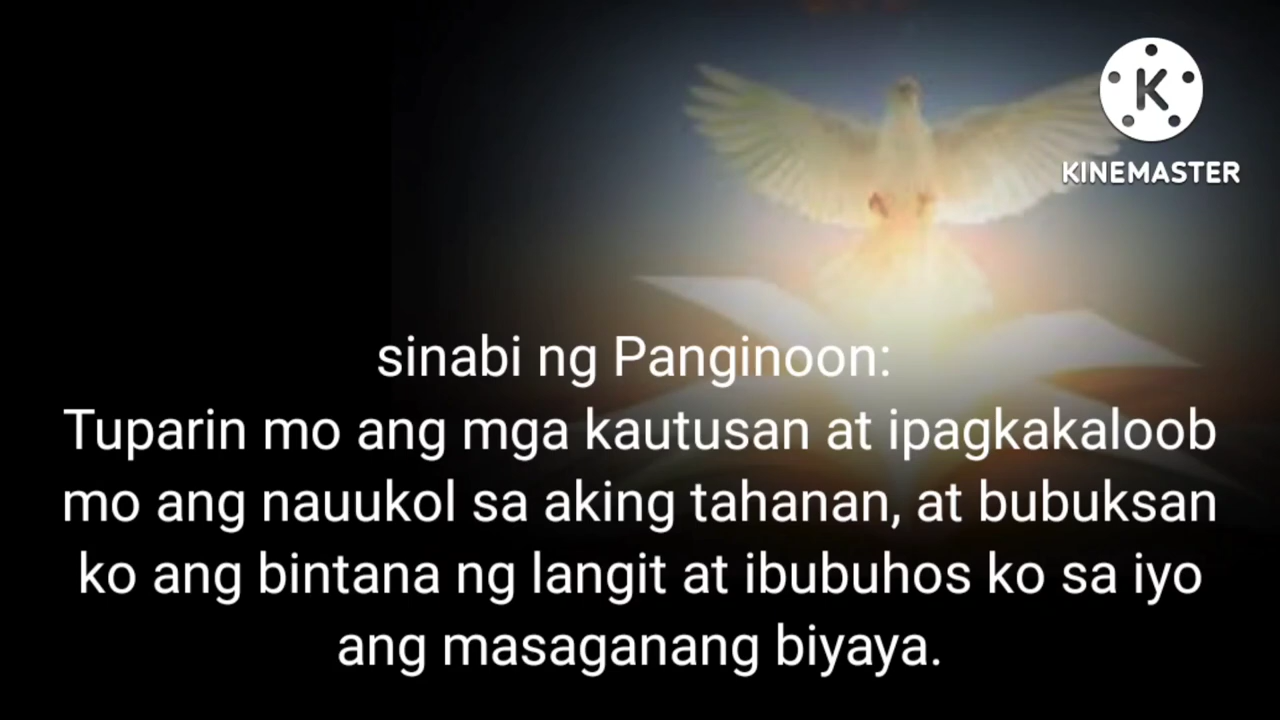 K
KINEMASTER
sinabi ng Panginoon:
Tuparin mo ang mga kautusan at ipagkakaloob
mo ang nauukol sa aking tahanan, at bubuksan
ko ang bintana ng langit at ibubuhos ko sa iyo
ang masaganang biyaya.